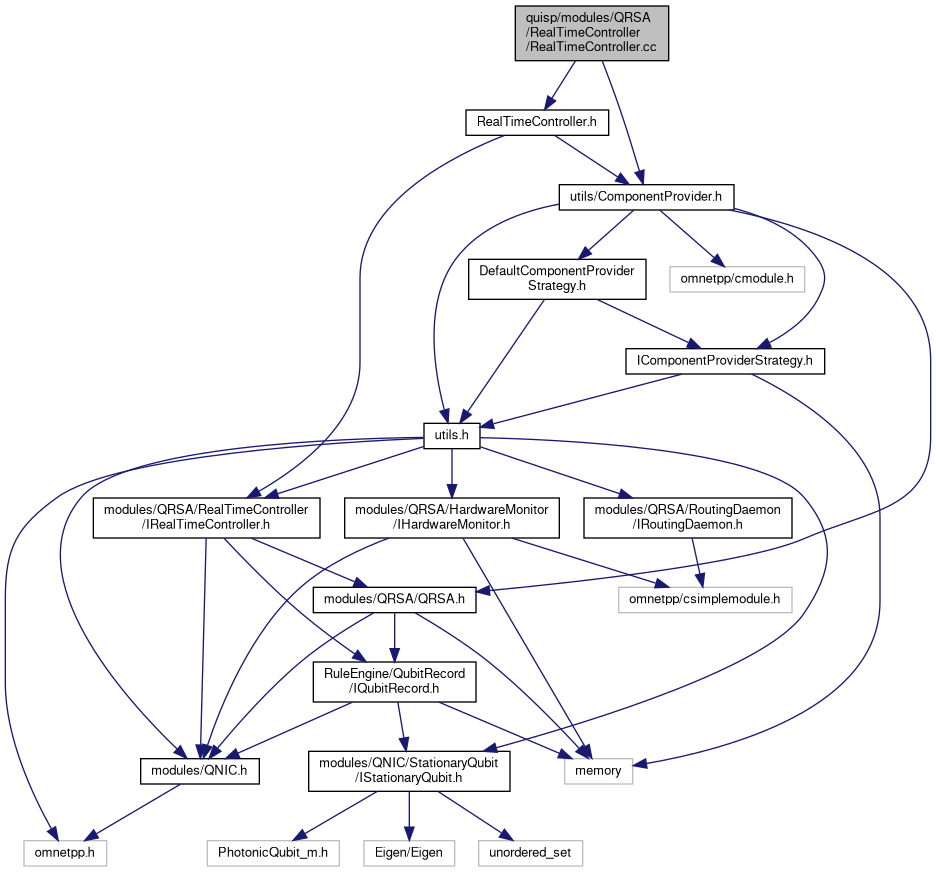 quisp/modules/QRSA
/RealTimeController
/RealTimeController.cc
RealTimeController.h
utils/ComponentProvider.h
DefaultComponentProvider
Strategy.h
omnetpp/cmodule.h
IComponentProviderStrategy.h
utils.h
modules/QRSA/RealTimeController
/IRealTimeController.h
modules/QRSA/HardwareMonitor
/IHardwareMonitor.h
modules/QRSA/RoutingDaemon
/IRoutingDaemon.h
modules/QRSA/QRSA.h
omnetpp/csimplemodule.h
RuleEngine/QubitRecord
/IQubitRecord.h
modules/QNIC.h
modules/QNIC/StationaryQubit
/IStationaryQubit.h
memory
omnetpp.h
PhotonicQubit_m.h
Eigen/Eigen
unordered_set